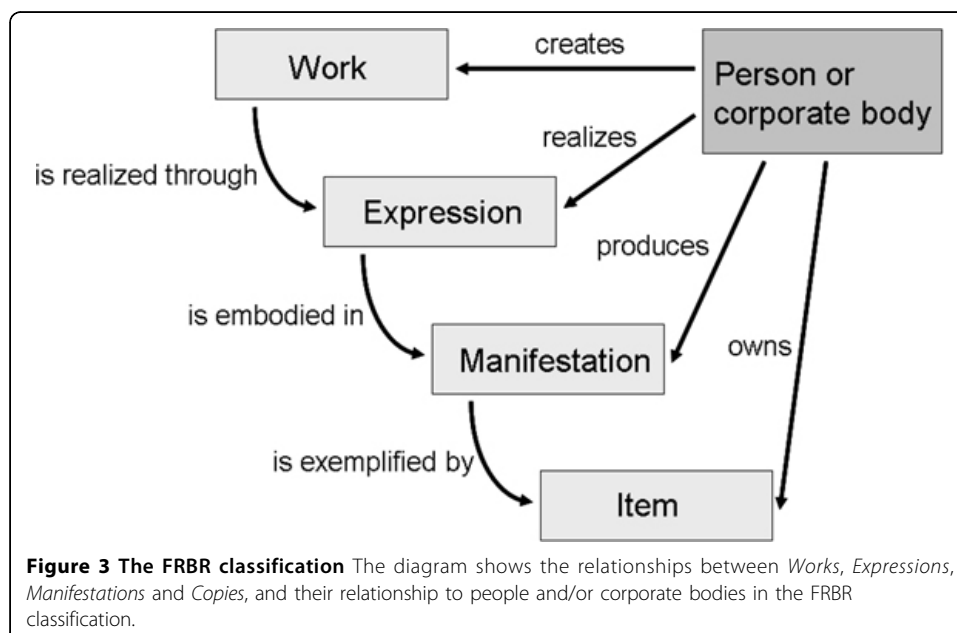 creates
Work
Person or
corporate body
realizes
is realized through
Expression
produces
is embodied in
owns
Manifestation
is exemplified by
Item
Figure 3 The FRBR classification The diagram shows the relationships between Works, Expressions,
Manifestations and Copies, and their relationship to people and/or corporate bodies in the FRBR
classification.